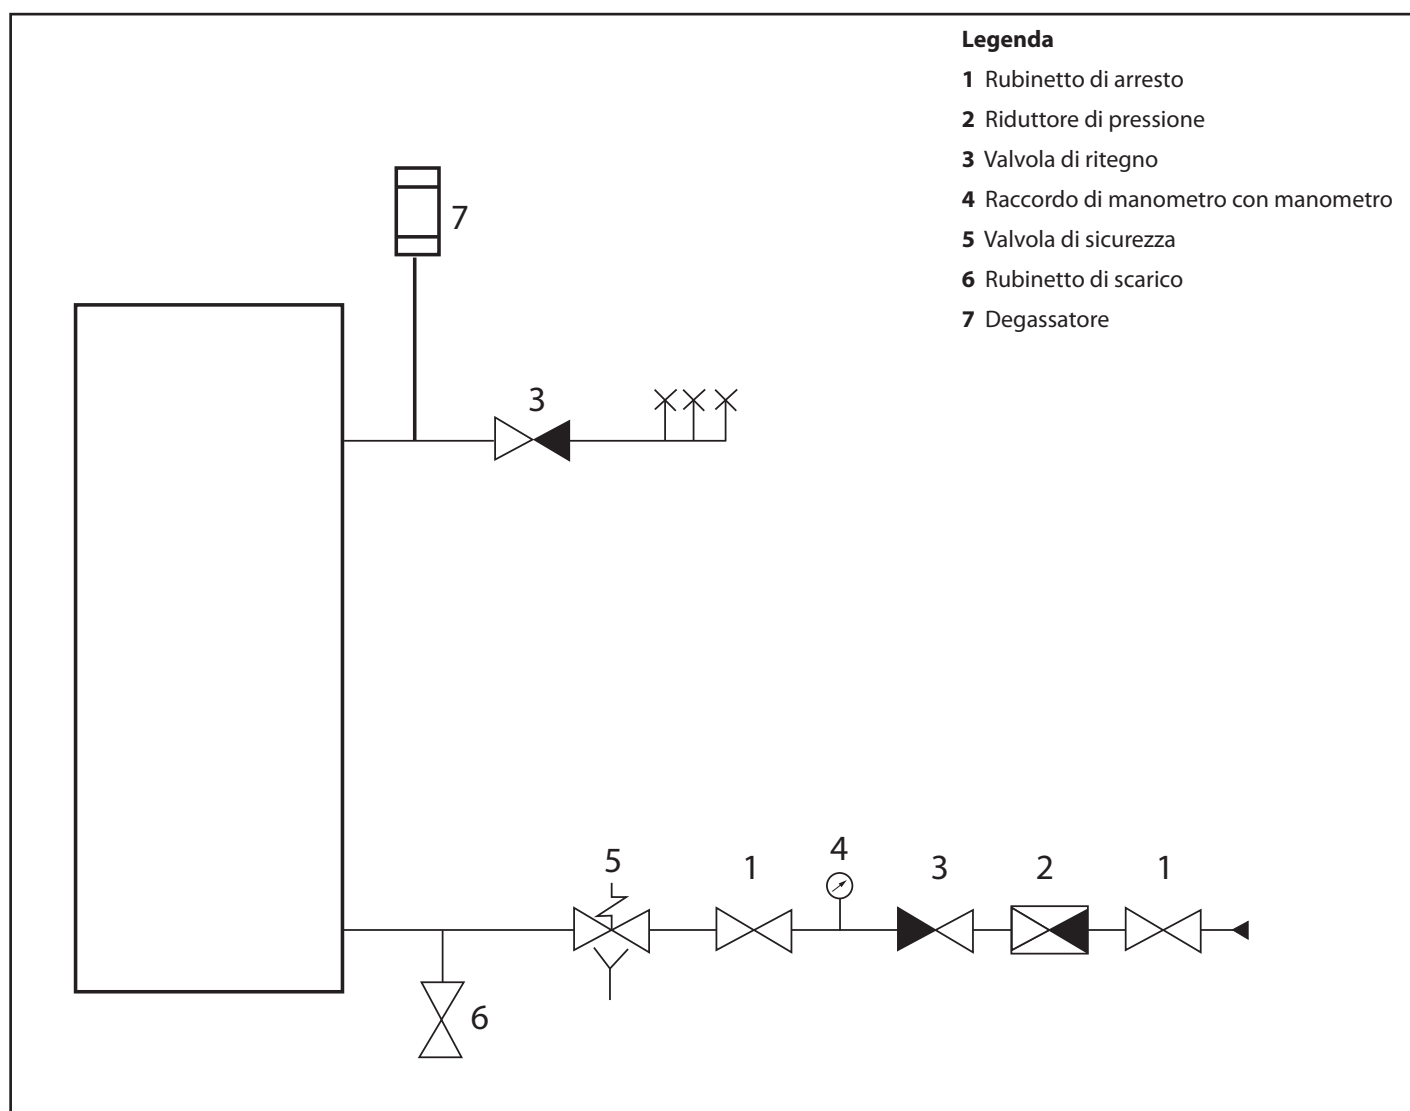 Legenda
1 Rubinetto di arresto
2 Riduttore di pressione
3 Valvola di ritegno
4 Raccordo di manometro con manometro
5 Valvola di sicurezza
6 Rubinetto di scarico
7 Degassatore
7
3
5
1
4
3
2
1
6